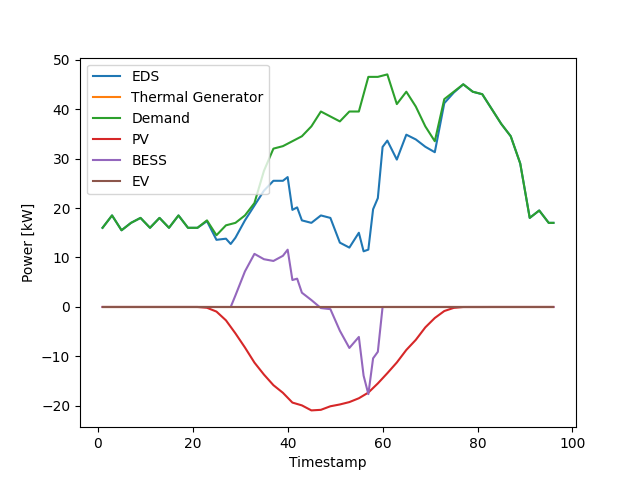 50
40
30
20
10
0
−10
−20
Power [kW]
EDS
Thermal Generator
Demand
PV
BESS
EV
0 20 40 60 80 100
Timestamp